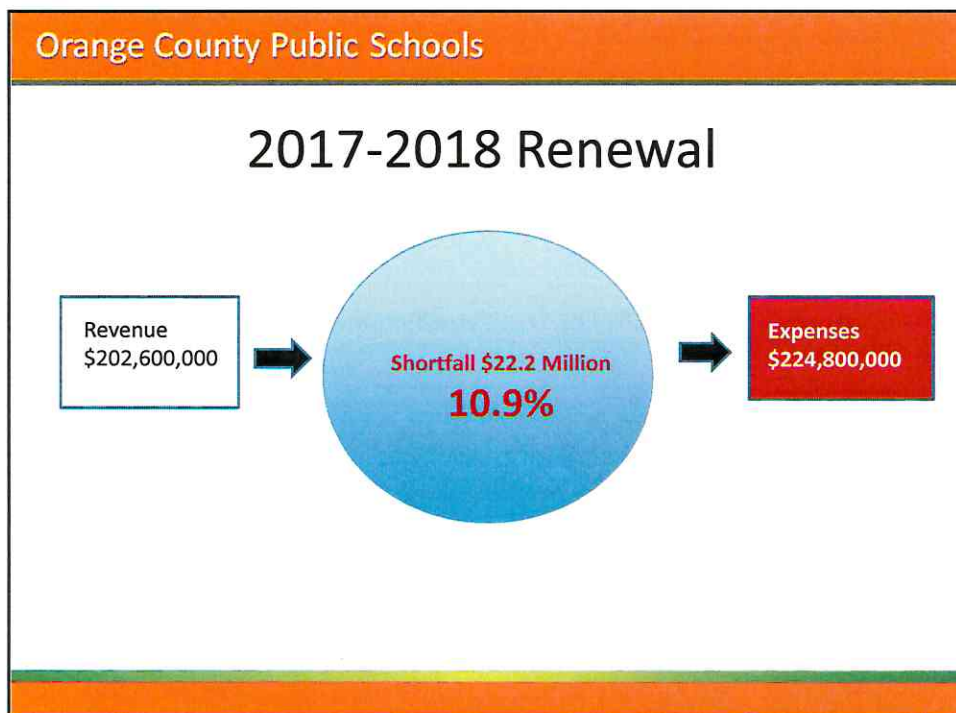 Orange County Public Schools
2017-2018 Renewal
Revenue
$202,600,000
Shortfall $22.2 Million
10.9%
Expenses
$224,800,000